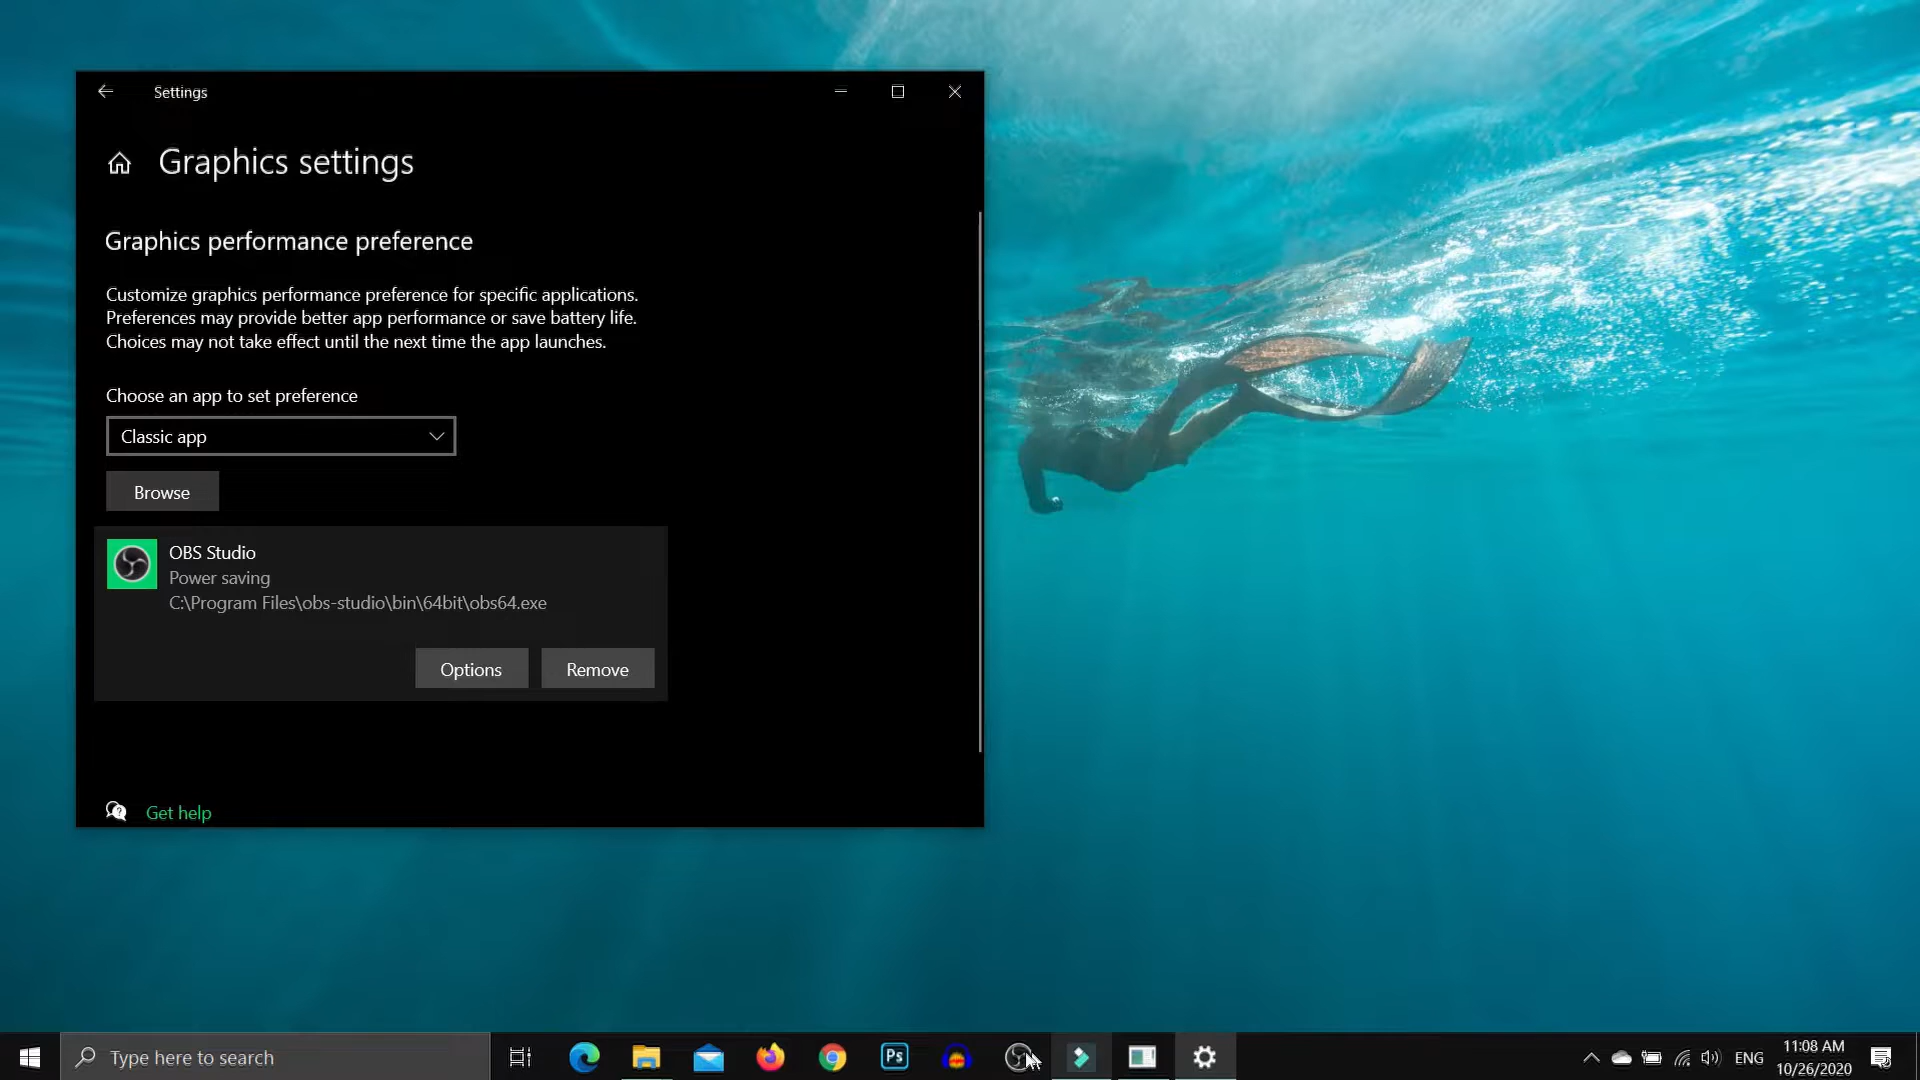 Settings
Graphics settings
Graphics performance preference
Customize graphics performance preference for specific applications.
Preferences may provide better app performance or save battery life.
Choices may not take effect until the next time the app launches.
Choose an app to set preference
Classic app
Browse
OBS Studio
Power saving
C:\Program Files\obs-studio\bin\64bit\obs64.exe
Options
Remove
Get help
Type here to search
Ps
ENG
11:08 AM
10/26/2020